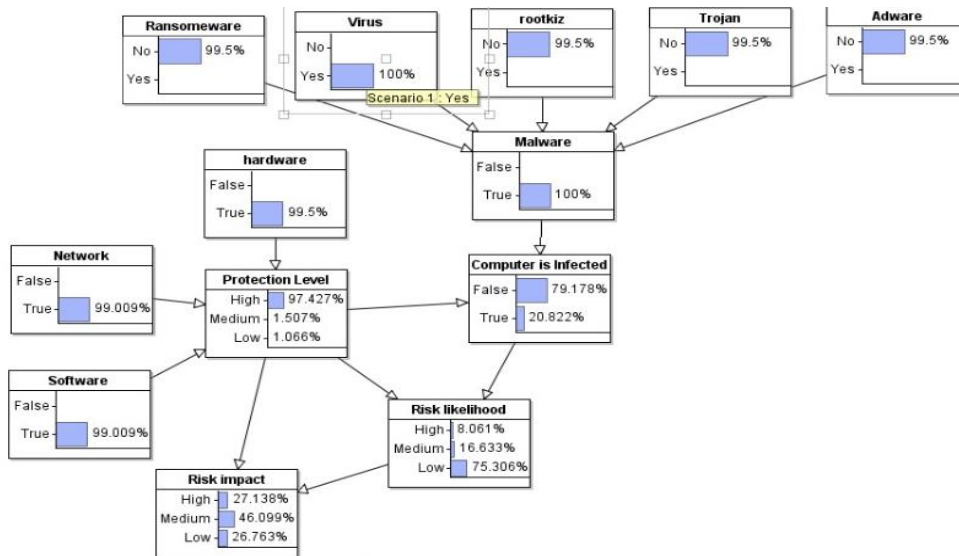 Ransomeware
No 99.5%
Yes
Virus
No
Yes 100%
Scenario 1 : Yes
rootkiz
No 99.5%
Yes
Trojan
No 99.5%
Yes
Adware
No 99.5%
Yes
Malware
False
True 100%
hardware
False
True 99.5%
Network
False
True 99.009%
Protection Level
High 97.427%
Medium 1.507%
Low 1.066%
Computer is Infected
False 79.178%
True 20.822%
Software
False
True 99.009%
Risk likelihood
High 8.061%
Medium 16.633%
Low 75.306%
Risk impact
High 27.138%
Medium 46.099%
Low 26.763%